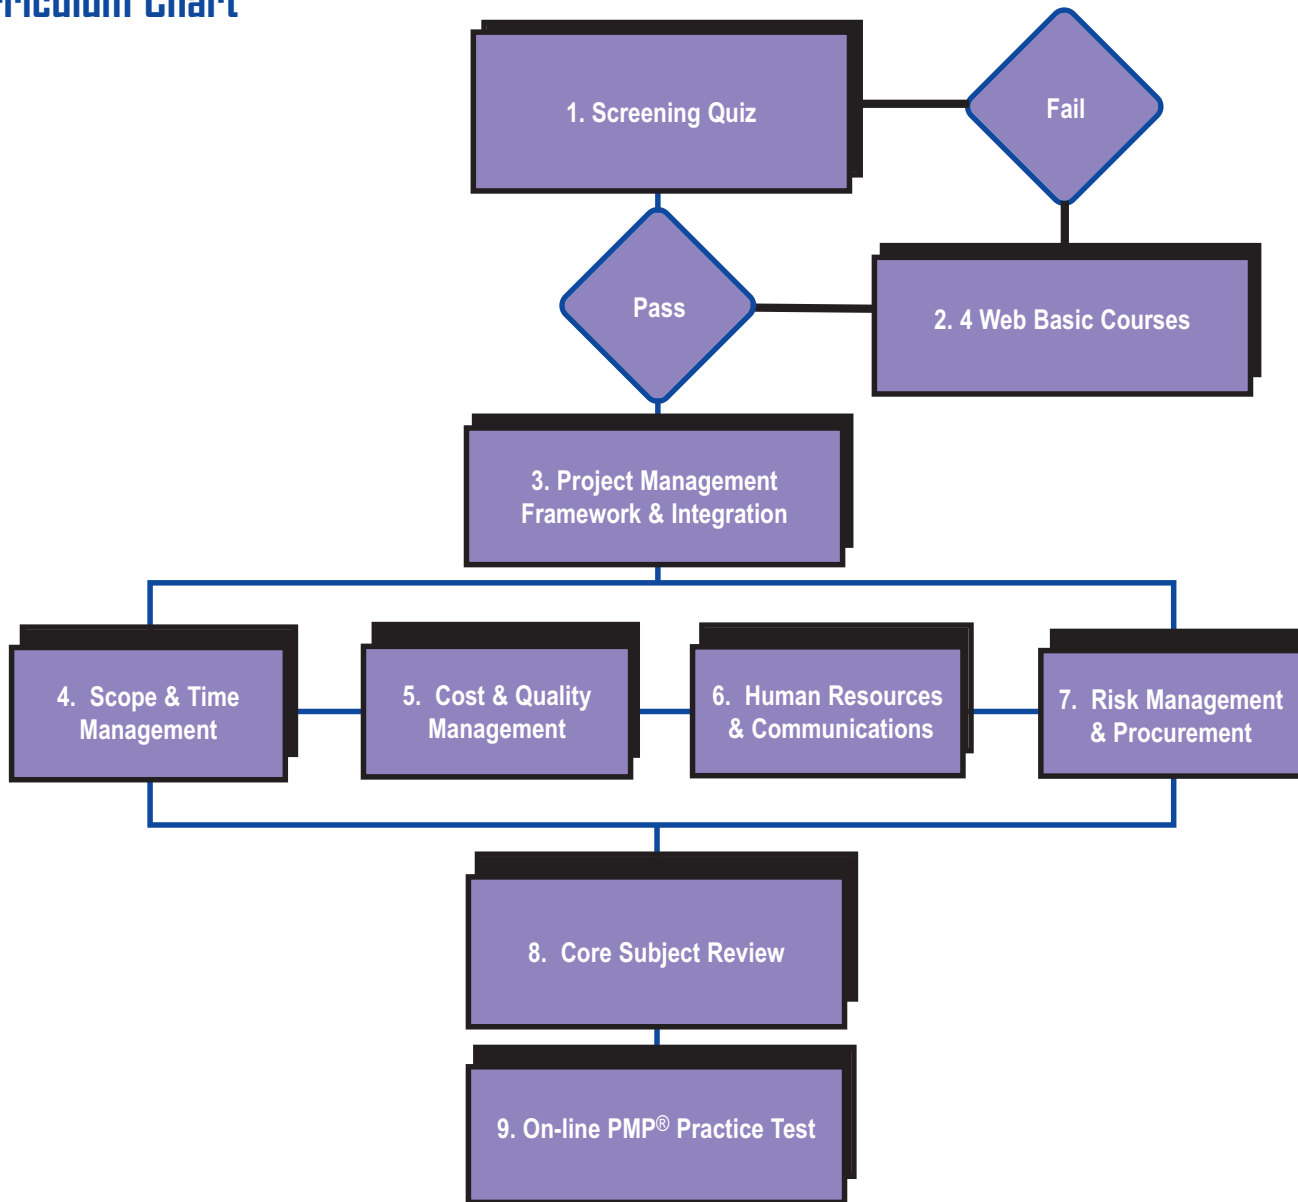 rriculum Chart
1. Screening Quiz
Fail
Pass
2. 4 Web Basic Courses
3. Project Management
Framework & Integration
4. Scope & Time
Management
5. Cost & Quality
Management
6. Human Resources
& Communications
7. Risk Management
& Procurement
8. Core Subject Review
9. On-line PMP® Practice Test